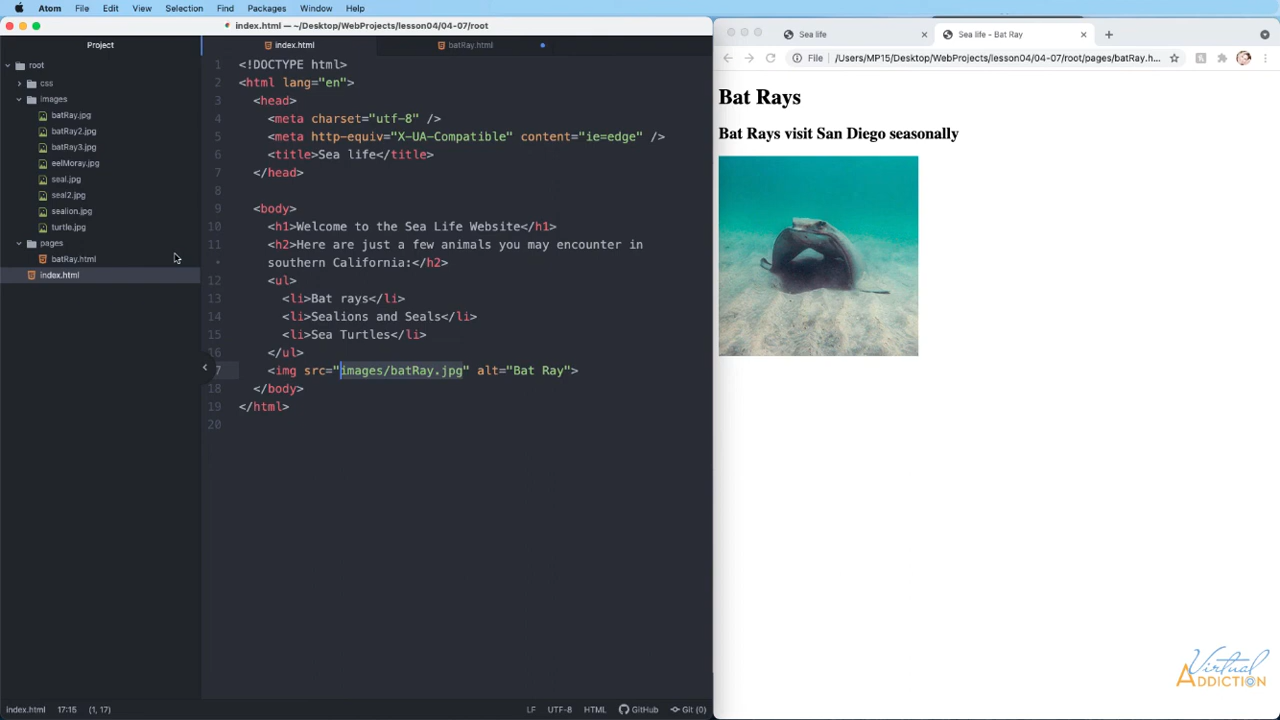 Atom File Edit View Selection Find Packages Window Help
index.html — ~/Desktop/WebProjects/lesson04/04-07/root
Project
root
css
images
batRay.jpg
batRay2.jpg
batRay3.jpg
eelMoray.jpg
seal.jpg
seal2.jpg
sealion.jpg
turtle.jpg
pages
batRay.html
index.html
index.html batRay.html
1 <!DOCTYPE html>
2 <html lang="en">
3 <head>
4 <meta charset="utf-8" />
5 <meta http-equiv="X-UA-Compatible" content="ie=edge" />
6 <title>Sea life</title>
7 </head>
8
9 <body>
10 <h1>Welcome to the Sea Life Website</h1>
11 <h2>Here are just a few animals you may encounter in
• southern California:</h2>
12 <ul>
13 <li>Bat rays</li>
14 <li>Sealions and Seals</li>
15 <li>Sea Turtles</li>
16 </ul>
7 <img src="images/batRay.jpg" alt="Bat Ray">
18 </body>
19 </html>
20
index.html 17:15 (1, 17) LF UTF-8 HTML GitHub Git (0)
Sea life Sea life - Bat Ray
File /Users/MP15/Desktop/WebProjects/lesson04/04-07/root/pages/batRay.h...
Bat Rays
Bat Rays visit San Diego seasonally
Virtual
ADDICTION